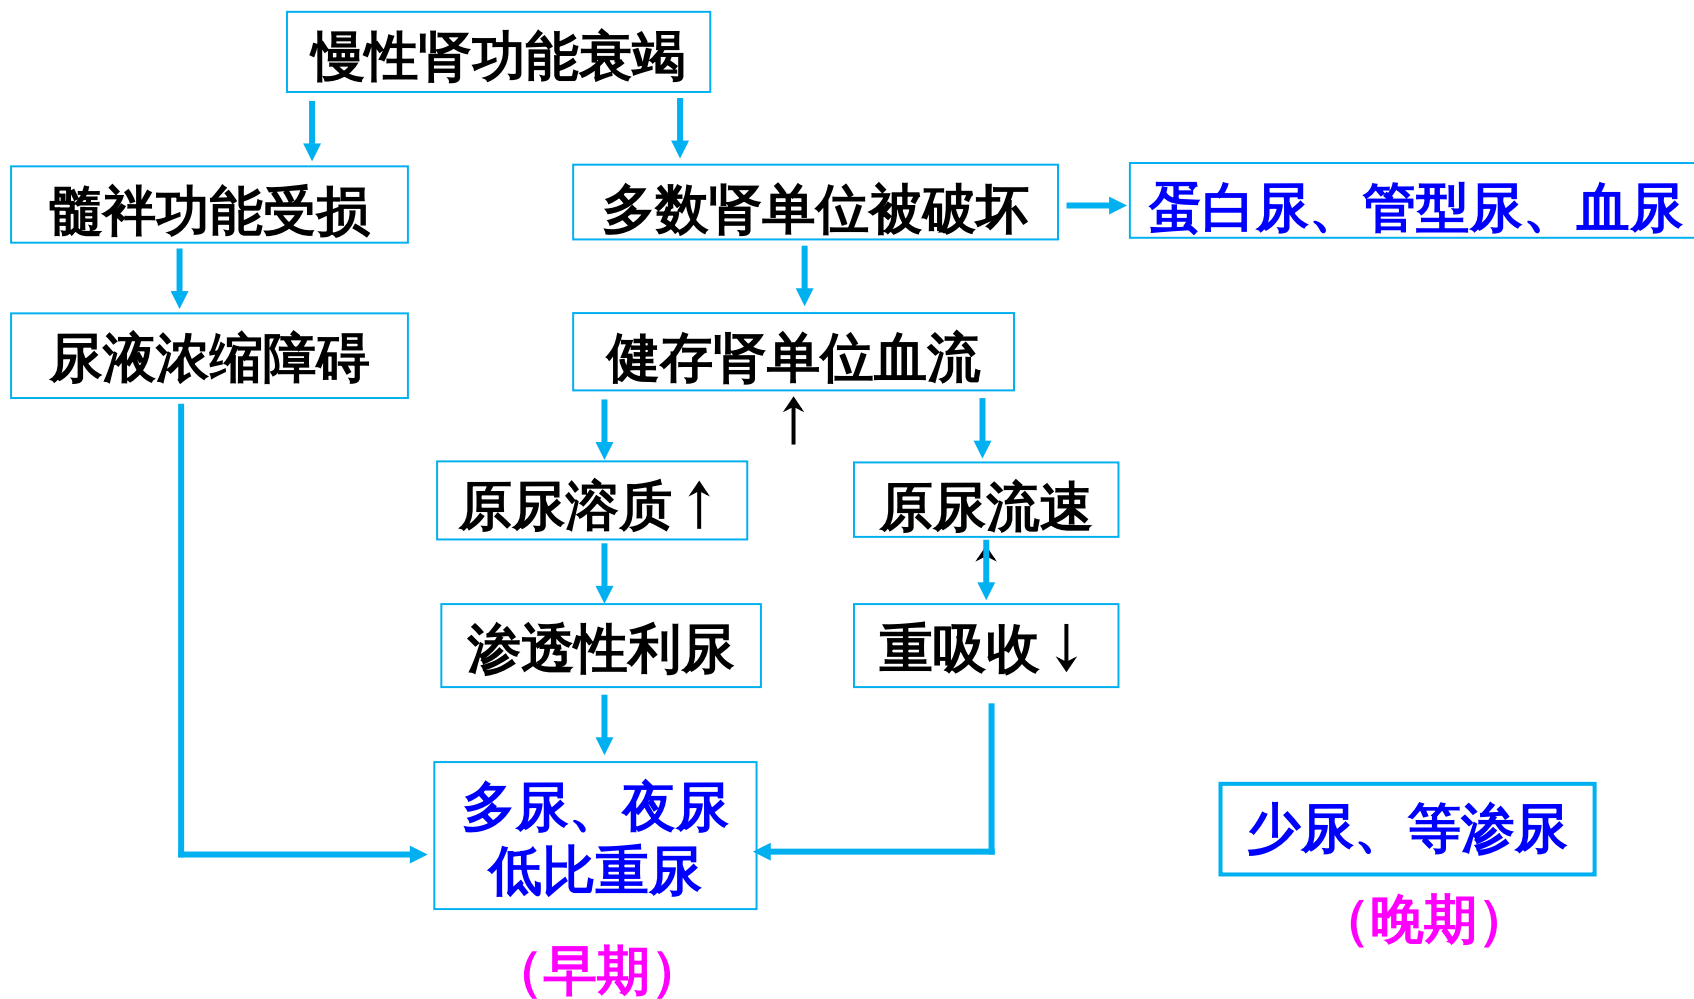 慢性肾功能衰竭
髓袢功能受损
多数肾单位被破坏
蛋白尿、管型尿、血尿
尿液浓缩障碍
健存肾单位血流
↑
原尿溶质↑
原尿流速
↑
渗透性利尿
重吸收↓
多尿、夜尿
低比重尿
少尿、等渗尿
（晚期）
（早期）